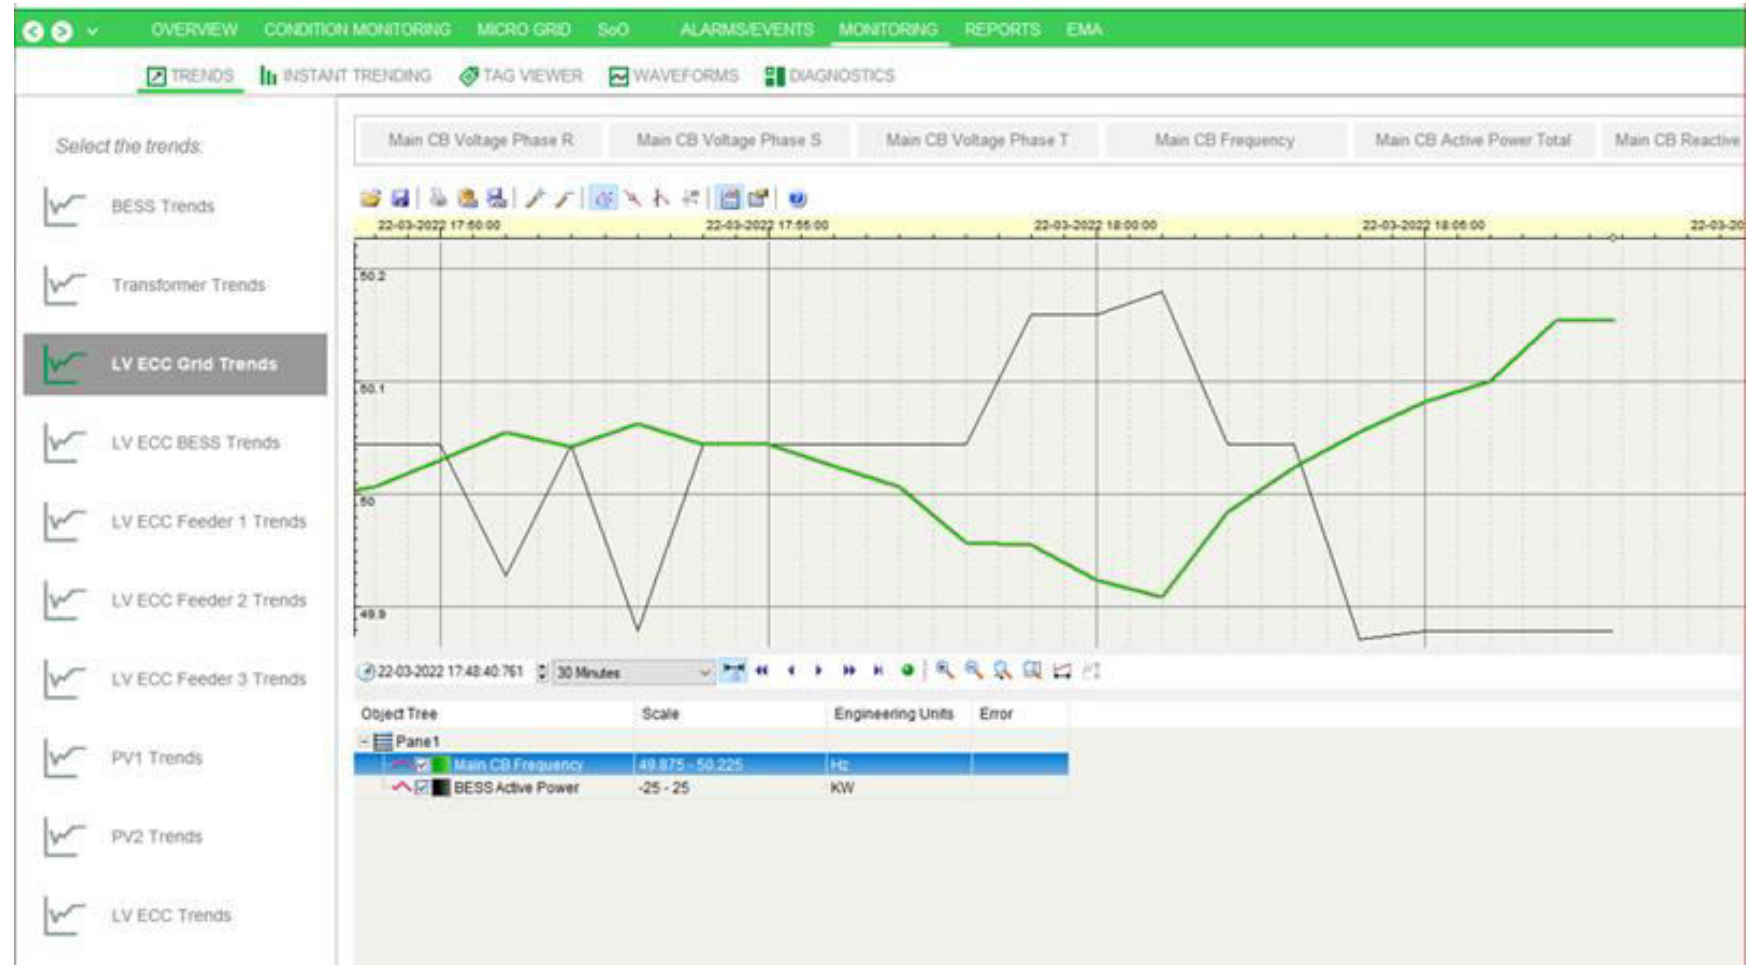 OVERVIEW CONDITION MONITORING MICRO GRID SoO ALARMS/EVENTS MONITORING REPORTS EMA
TRENDS INSTANT TRENDING TAG VIEWER WAVEFORMS DIAGNOSTICS
Select the trends:
BESS Trends
Transformer Trends
LV ECC Grid Trends
LV ECC BESS Trends
LV ECC Feeder 1 Trends
LV ECC Feeder 2 Trends
LV ECC Feeder 3 Trends
PV1 Trends
PV2 Trends
LV ECC Trends
Main CB Voltage Phase R Main CB Voltage Phase S Main CB Voltage Phase T Main CB Frequency Main CB Active Power Total Main CB Reactive
22-03-2022 17:50:00 22-03-2022 17:55:00 22-03-2022 18:00:00 22-03-2022 18:05:00 22-03-20
50.2
50.1
50
49.9
22-03-2022 17:48:40:761 30 Minutes
Object Tree Scale Engineering Units Error
Pane1
Main CB Frequency 49.875 - 50.225 Hz
BESS Active Power -25 - 25 KW